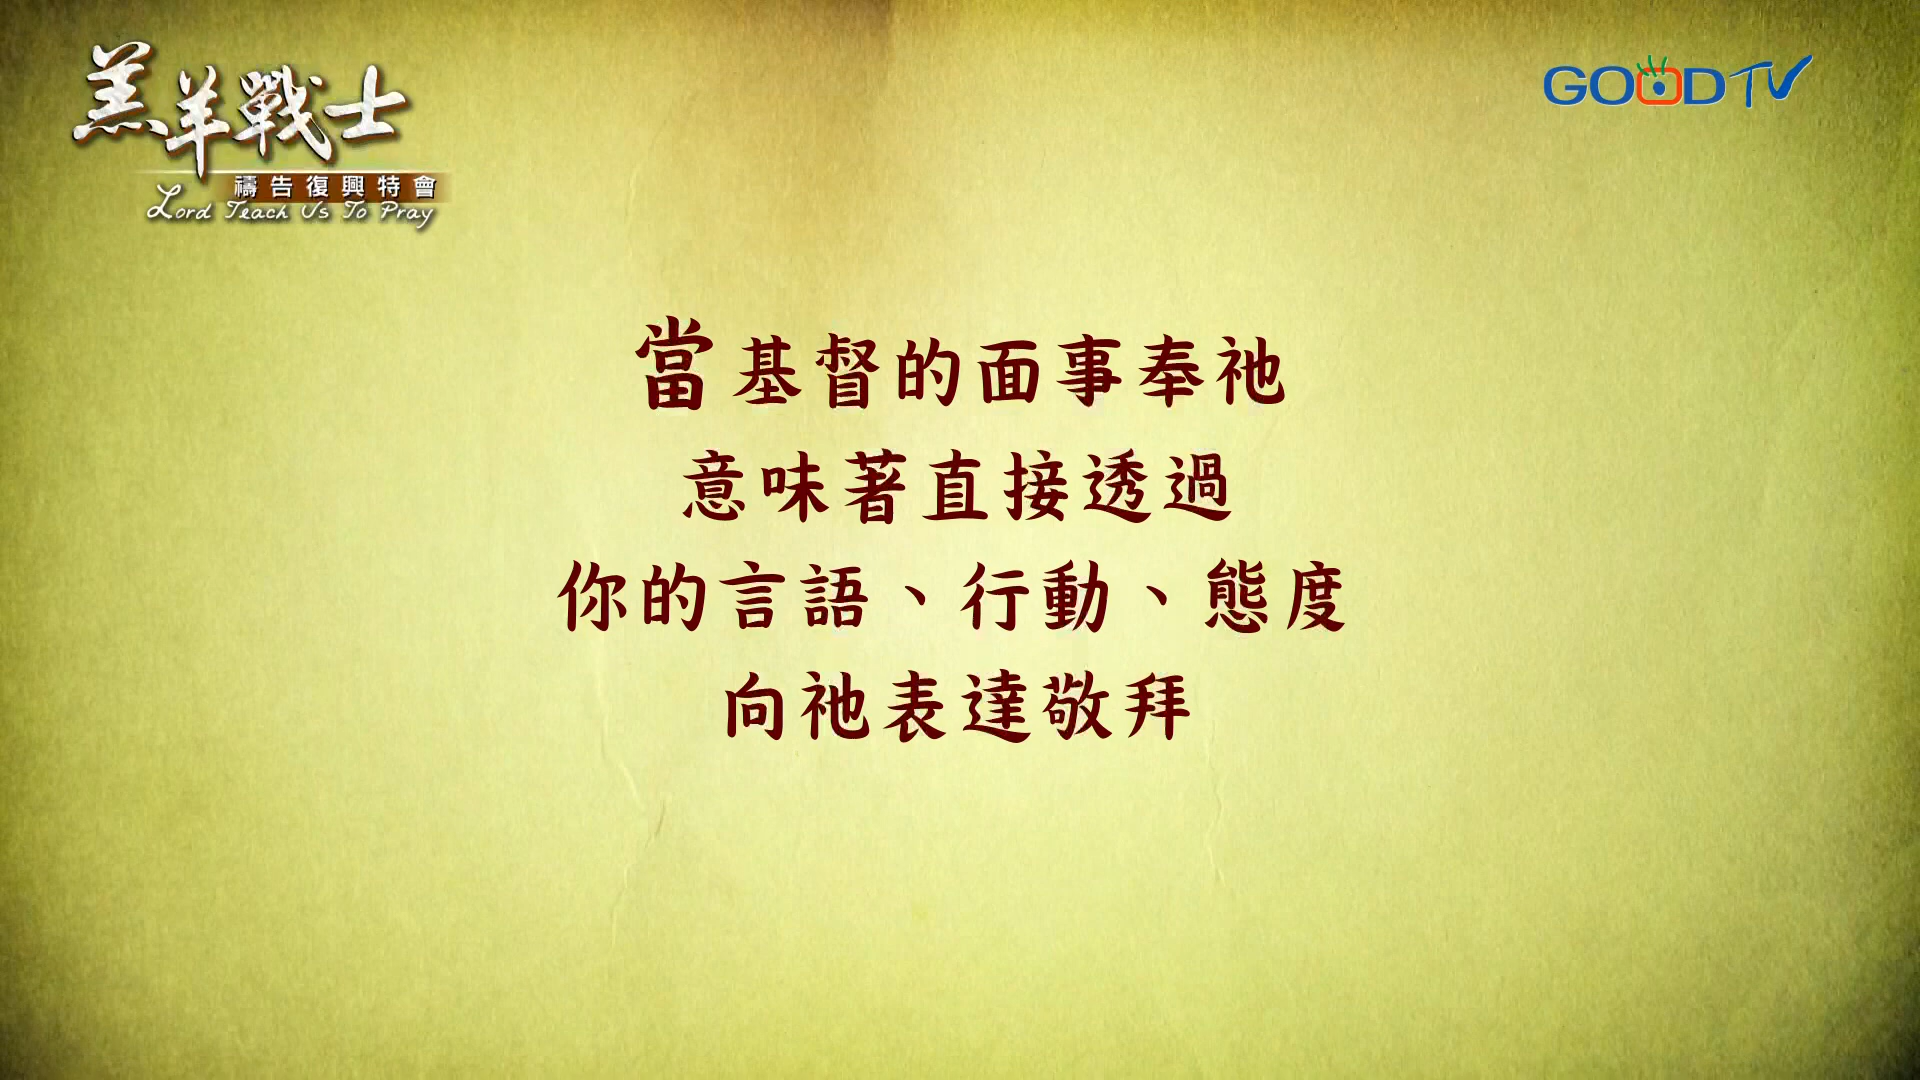 羔羊戰士
禱告復興特會
Lord Teach Us To Pray
GOODTV
當基督的面事奉祂
意味著直接透過
你的言語、行動、態度
向祂表達敬拜